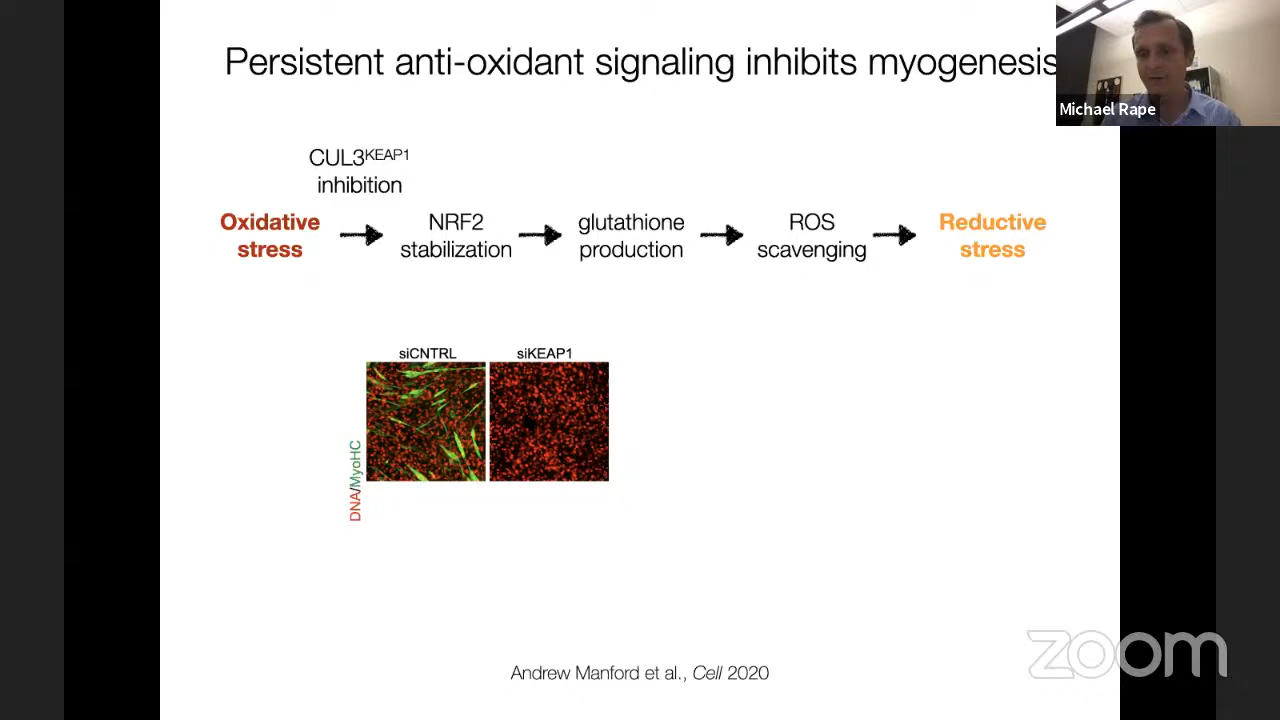 Persistent anti-oxidant signaling inhibits myogenesis
Michael Rape
CUL3KEAP1
inhibition
Oxidative
stress
NRF2
stabilization
glutathione
production
ROS
scavenging
Reductive
stress
siCNTRL
siKEAP1
DNA/MyoHC
Andrew Manford et al., Cell 2020
zoom